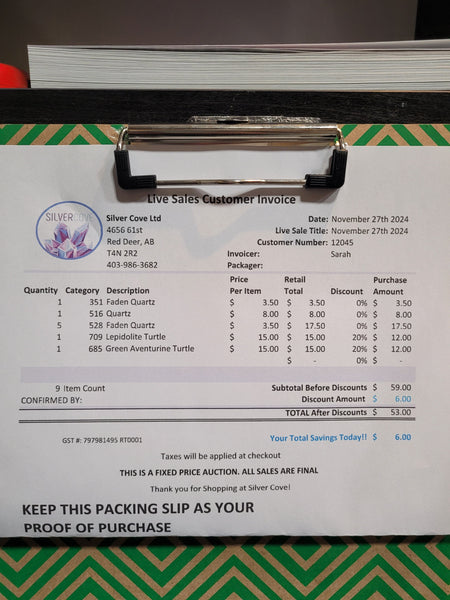 Live Sales Customer Invoice
SILVERCOVE
Silver Cove Ltd
4656 61st
Red Deer, AB
T4N 2R2
403-986-3682
Date: November 27th 2024
Live Sale Title: November 27th 2024
Customer Number: 12045
Invoicer: Sarah
Packager:
Quantity Category Description Price Per Item Retail Total Discount Purchase Amount
1 351 Faden Quartz $ 3.50 $ 3.50 0% $ 3.50
1 516 Quartz $ 8.00 $ 8.00 0% $ 8.00
5 528 Faden Quartz $ 3.50 $ 17.50 0% $ 17.50
1 709 Lepidolite Turtle $ 15.00 $ 15.00 20% $ 12.00
1 685 Green Aventurine Turtle $ 15.00 $ 15.00 20% $ 12.00
$ - 0% $ -
9 Item Count Subtotal Before Discounts $ 59.00
CONFIRMED BY: Discount Amount $ 6.00
TOTAL After Discounts $ 53.00
GST #: 797981495 RT0001 Your Total Savings Today!! $ 6.00
Taxes will be applied at checkout
THIS IS A FIXED PRICE AUCTION. ALL SALES ARE FINAL
Thank you for Shopping at Silver Cove!
KEEP THIS PACKING SLIP AS YOUR
PROOF OF PURCHASE